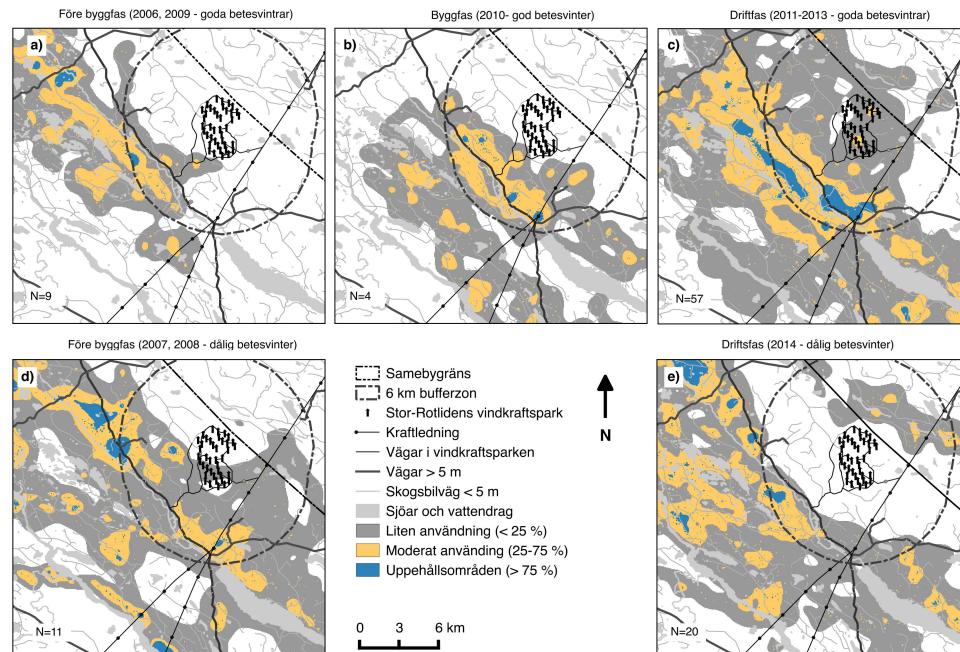 Före byggfas (2006, 2009 - goda betesvintrar)
Byggfas (2010- god betesvinter)
Driftfas (2011-2013 - goda betesvintrar)
a)
b)
c)
N=9
N=4
N=57
Före byggfas (2007, 2008 - dålig betesvinter)
Driftsfas (2014 - dålig betesvinter)
d)
e)
Samebygräns
6 km bufferzon
Stor-Rotlidens vindkraftspark
Kraftledning
Vägar i vindkraftsparken
Vägar > 5 m
Skogsbilväg < 5 m
Sjöar och vattendrag
Liten användning (< 25 %)
Moderat använding (25-75 %)
Uppehållsområden (> 75 %)
N
0 3 6 km
N=11
N=20